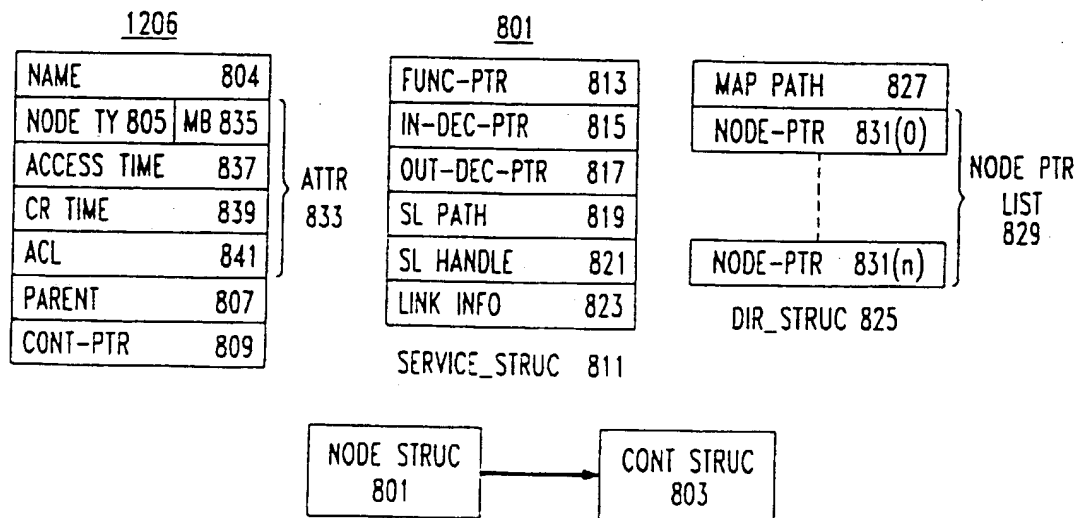 1206
NAME 804
NODE TY 805 MB 835
ACCESS TIME 837
CR TIME 839
ACL 841
PARENT 807
CONT-PTR 809
ATTR
833
801
FUNC-PTR 813
IN-DEC-PTR 815
OUT-DEC-PTR 817
SL PATH 819
SL HANDLE 821
LINK INFO 823
SERVICE_STRUC 811
MAP PATH 827
NODE-PTR 831(0)
NODE-PTR 831(n)
NODE PTR
LIST
829
DIR_STRUC 825
NODE STRUC
801
CONT STRUC
803